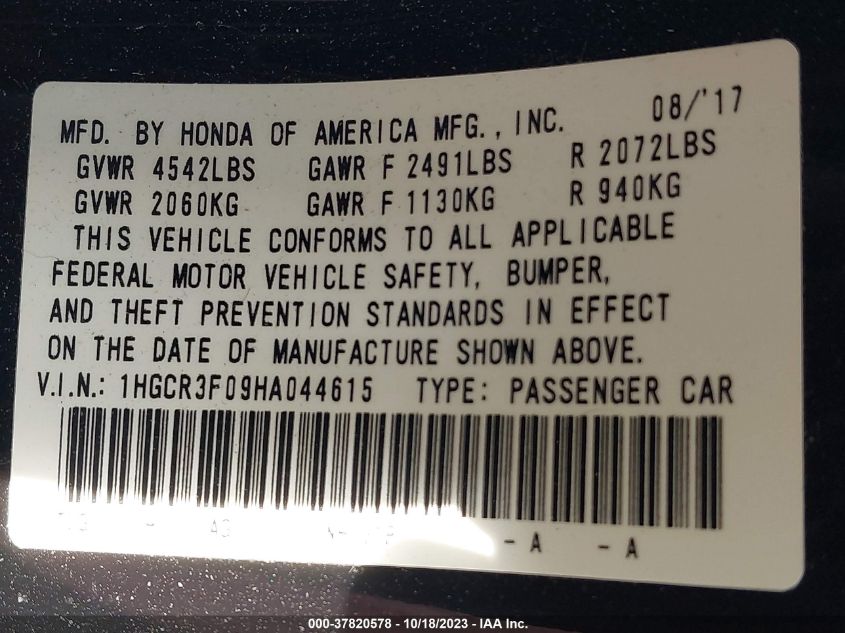 08/'17
MFD. BY HONDA OF AMERICA MFG., INC.
GVWR 4542LBS GAWR F 2491LBS R 2072LBS
GVWR 2060KG GAWR F 1130KG R 940KG
THIS VEHICLE CONFORMS TO ALL APPLICABLE
FEDERAL MOTOR VEHICLE SAFETY, BUMPER,
AND THEFT PREVENTION STANDARDS IN EFFECT
ON THE DATE OF MANUFACTURE SHOWN ABOVE.
V.I.N.: 1HGCR3F09HA044615 TYPE: PASSENGER CAR
- A - A
000-37820578 - 10/18/2023 - IAA Inc.